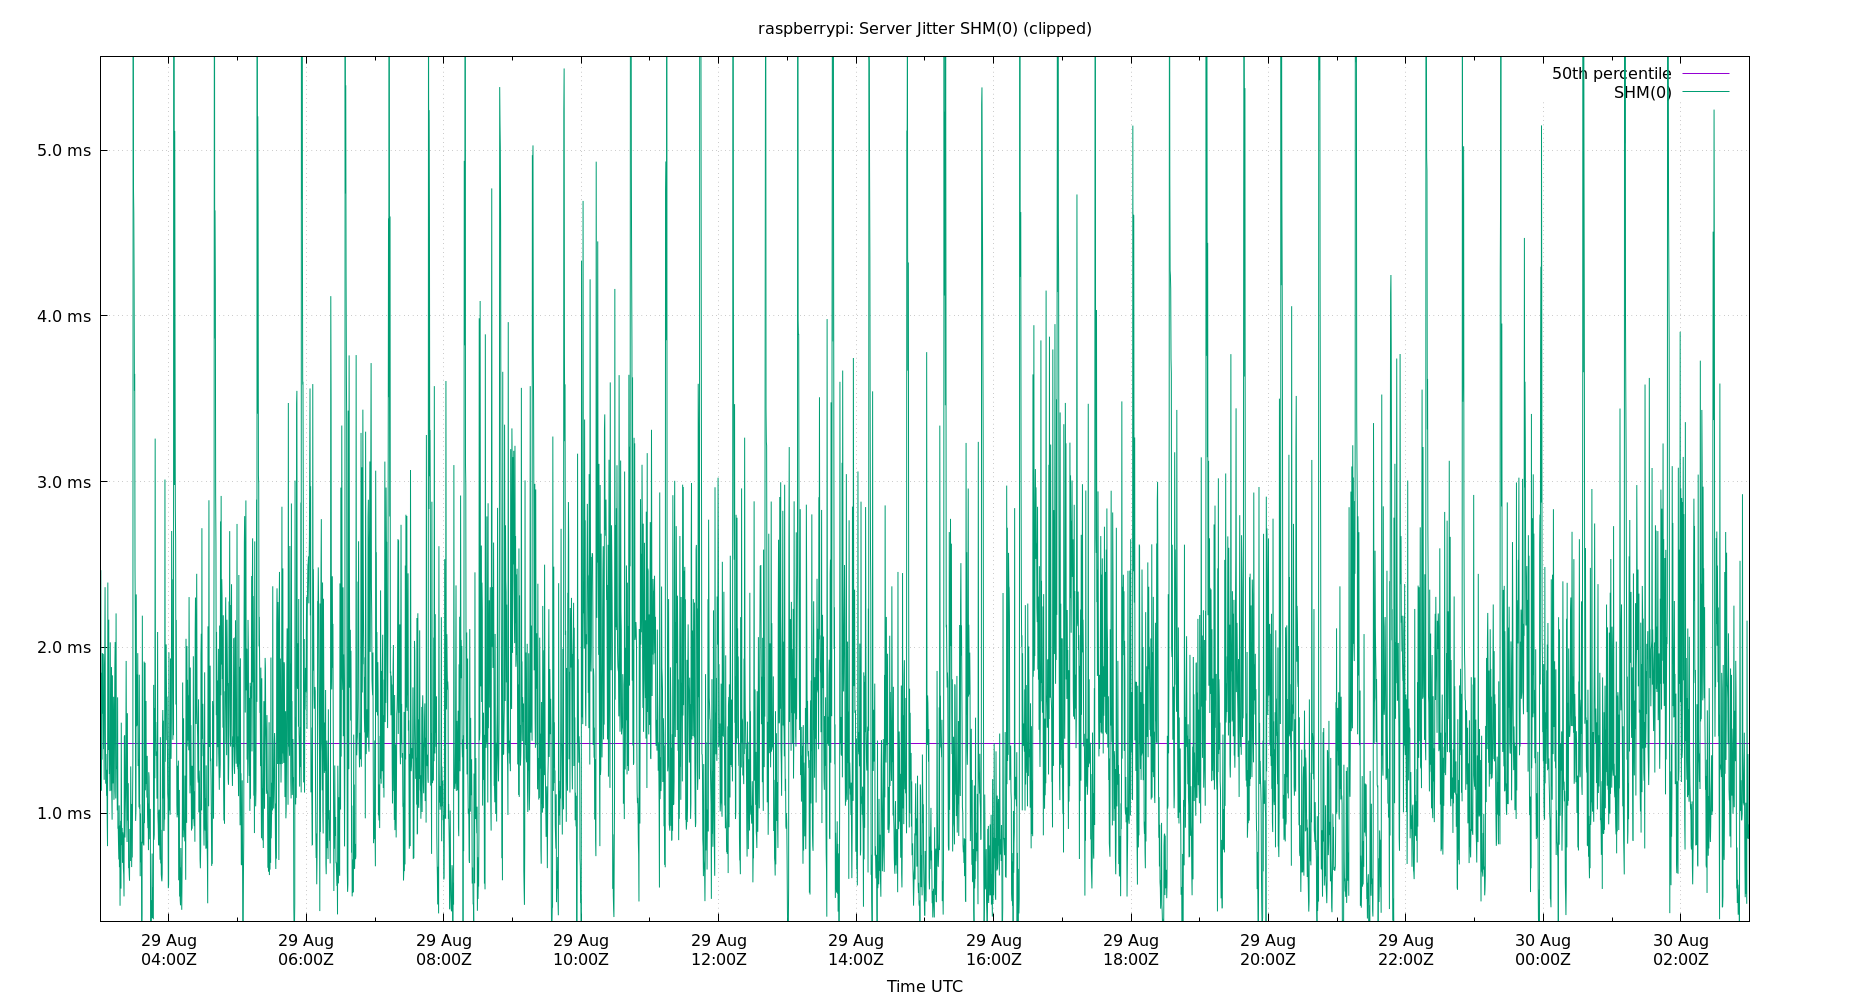 raspberrypi: Server Jitter SHM(0) (clipped)
50th percentile
SHM(0)
5.0 ms
4.0 ms
3.0 ms
2.0 ms
1.0 ms
29 Aug 29 Aug 29 Aug 29 Aug 29 Aug 29 Aug 29 Aug 29 Aug 29 Aug 29 Aug 30 Aug 30 Aug
04:00Z 06:00Z 08:00Z 10:00Z 12:00Z 14:00Z 16:00Z 18:00Z 20:00Z 22:00Z 00:00Z 02:00Z
Time UTC